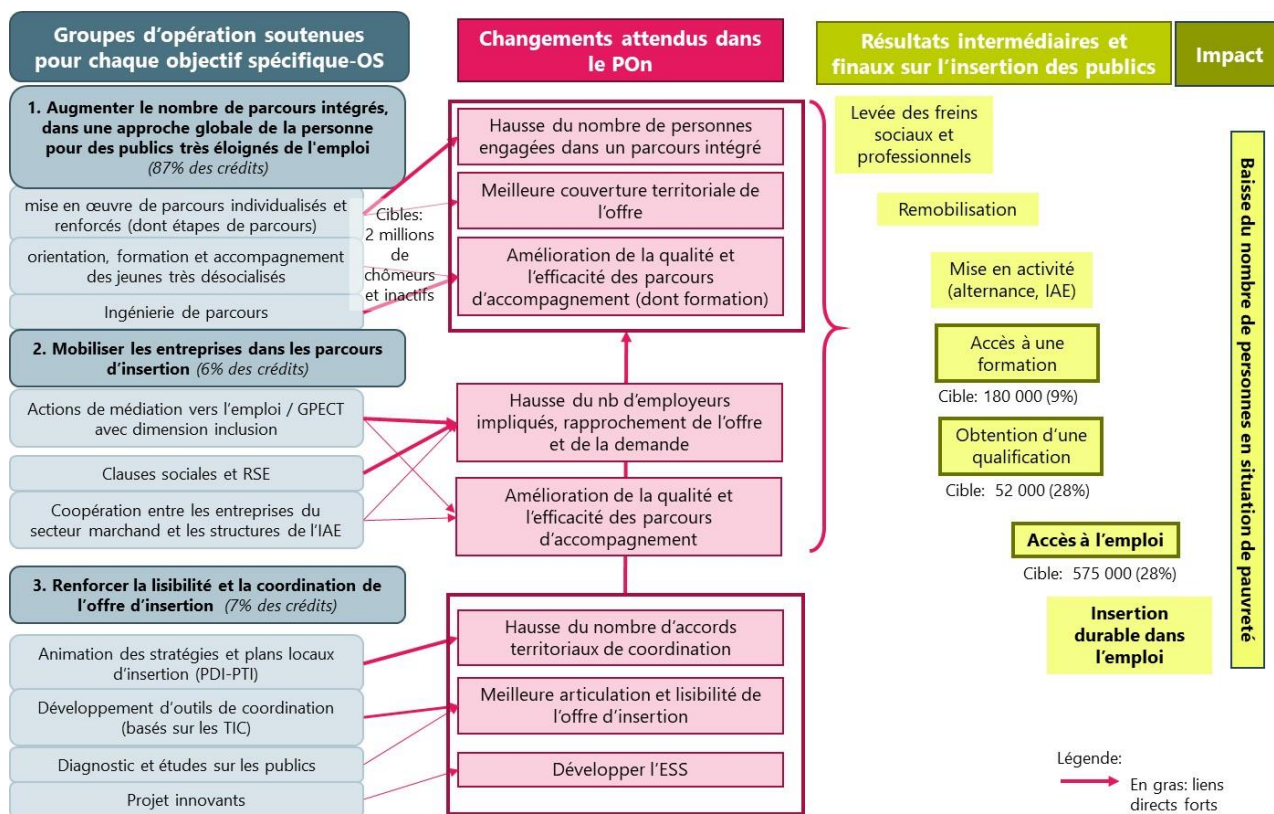 Groupes d'opération soutenues
pour chaque objectif spécifique-OS
1. Augmenter le nombre de parcours intégrés,
dans une approche globale de la personne
pour des publics très éloignés de l'emploi
(87% des crédits)
mise en œuvre de parcours individualisés et
renforcés (dont étapes de parcours)
orientation, formation et accompagnement
des jeunes très désocialisés
Ingénierie de parcours
2. Mobiliser les entreprises dans les parcours
d'insertion (6% des crédits)
Actions de médiation vers l'emploi / GPECT
avec dimension inclusion
Clauses sociales et RSE
Coopération entre les entreprises du
secteur marchand et les structures de l'IAE
3. Renforcer la lisibilité et la coordination de
l'offre d'insertion (7% des crédits)
Animation des stratégies et plans locaux
d'insertion (PDI-PTI)
Développement d'outils de coordination
(basés sur les TIC)
Diagnostic et études sur les publics
Projet innovants
Cibles:
2 millions
de
chômeurs
et inactifs
Changements attendus dans
le POn
Hausse du nombre de personnes
engagées dans un parcours intégré
Meilleure couverture territoriale de
l'offre
Amélioration de la qualité et
l'efficacité des parcours
d'accompagnement (dont formation)
Hausse du nb d'employeurs
impliqués, rapprochement de l'offre
et de la demande
Amélioration de la qualité et
l'efficacité des parcours
d'accompagnement
Hausse du nombre d'accords
territoriaux de coordination
Meilleure articulation et lisibilité de
l'offre d'insertion
Développer l'ESS
Résultats intermédiaires et
finaux sur l'insertion des publics
Levée des freins
sociaux et
professionnels
Remobilisation
Mise en activité
(alternance, IAE)
Accès à une
formation
Cible: 180 000 (9%)
Obtention d'une
qualification
Cible: 52 000 (28%)
Accès à l'emploi
Cible: 575 000 (28%)
Insertion
durable dans
l'emploi
Impact
Baisse du nombre de personnes en situation de pauvreté
Légende:
En gras: liens
directs forts